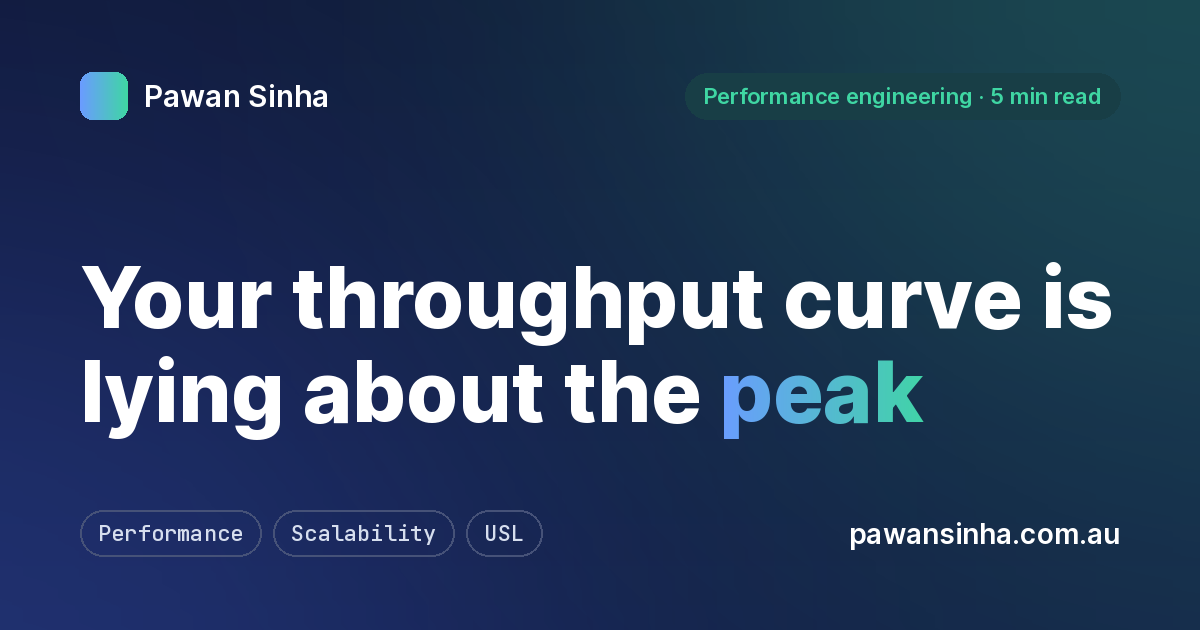 Pawan Sinha
Performance engineering · 5 min read
Your throughput curve is
lying about the peak
Performance
Scalability
USL
pawansinha.com.au